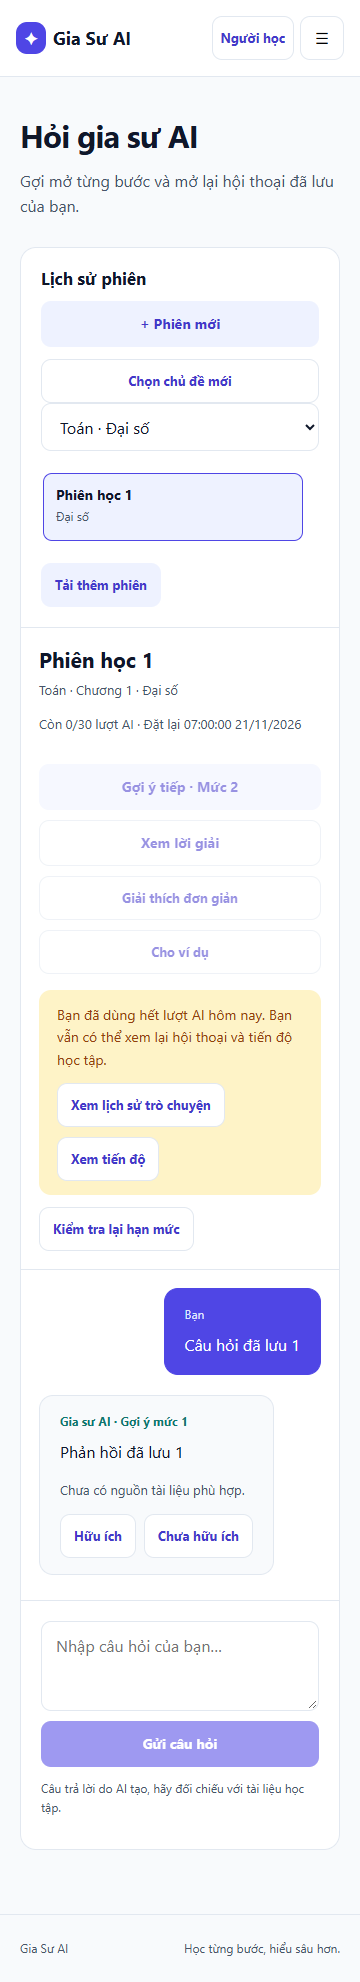 Gia Sư AI
Người học
Hỏi gia sư AI
Gợi mở từng bước và mở lại hội thoại đã lưu
của bạn.
Lịch sử phiên
+ Phiên mới
Chọn chủ đề mới
Toán · Đại số
Phiên học 1
Đại số
Tải thêm phiên
Phiên học 1
Toán · Chương 1 · Đại số
Còn 0/30 lượt AI · Đặt lại 07:00:00 21/11/2026
Gợi ý tiếp · Mức 2
Xem lời giải
Giải thích đơn giản
Cho ví dụ
Bạn đã dùng hết lượt AI hôm nay. Bạn
vẫn có thể xem lại hội thoại và tiến độ
học tập.
Xem lịch sử trò chuyện
Xem tiến độ
Kiểm tra lại hạn mức
Bạn
Câu hỏi đã lưu 1
Gia sư AI · Gợi ý mức 1
Phản hồi đã lưu 1
Chưa có nguồn tài liệu phù hợp.
Hữu ích
Chưa hữu ích
Nhập câu hỏi của bạn...
Gửi câu hỏi
Câu trả lời do AI tạo, hãy đối chiếu với tài liệu học
tập.
Gia Sư AI
Học từng bước, hiểu sâu hơn.